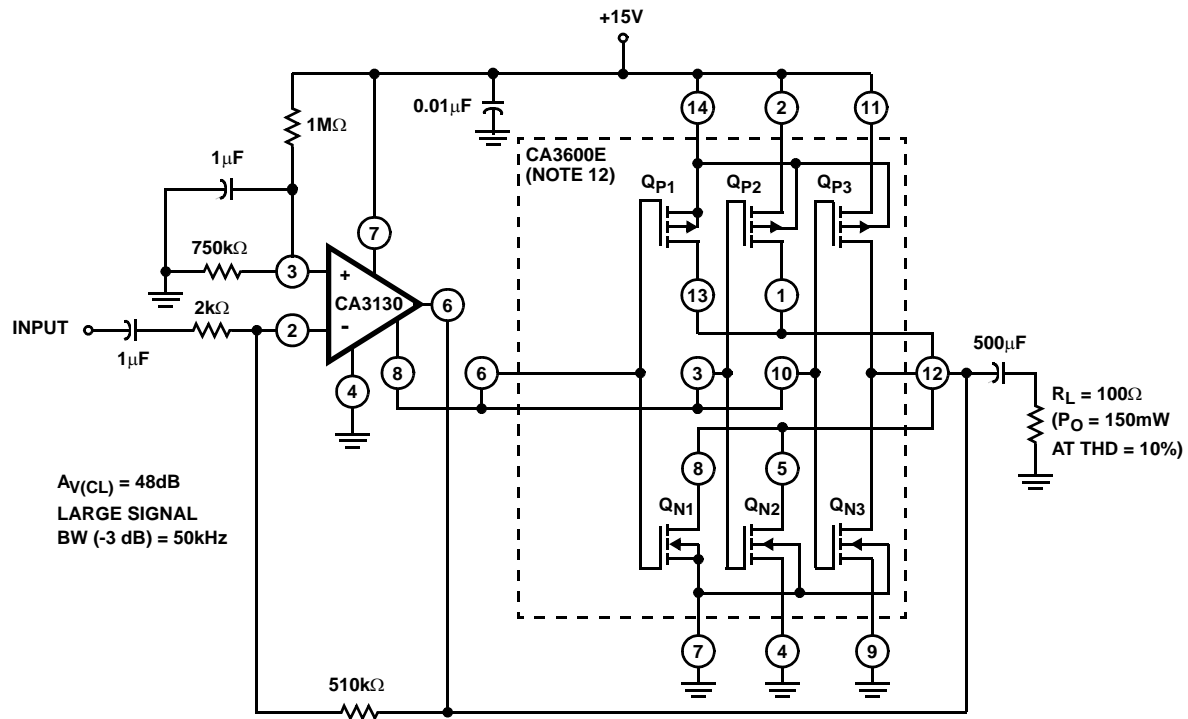 +15V
0.01μF
14
2
11
1MΩ
CA3600E
(NOTE 12)
1μF
QP1
QP2
QP3
7
750kΩ
3
+
CA3130
6
13
1
2kΩ
INPUT
2
-
1μF
500μF
8
6
3
10
12
4
RL = 100Ω
(PO = 150mW
AT THD = 10%)
8
5
AV(CL) = 48dB
LARGE SIGNAL
BW (-3 dB) = 50kHz
QN1
QN2
QN3
7
4
9
510kΩ